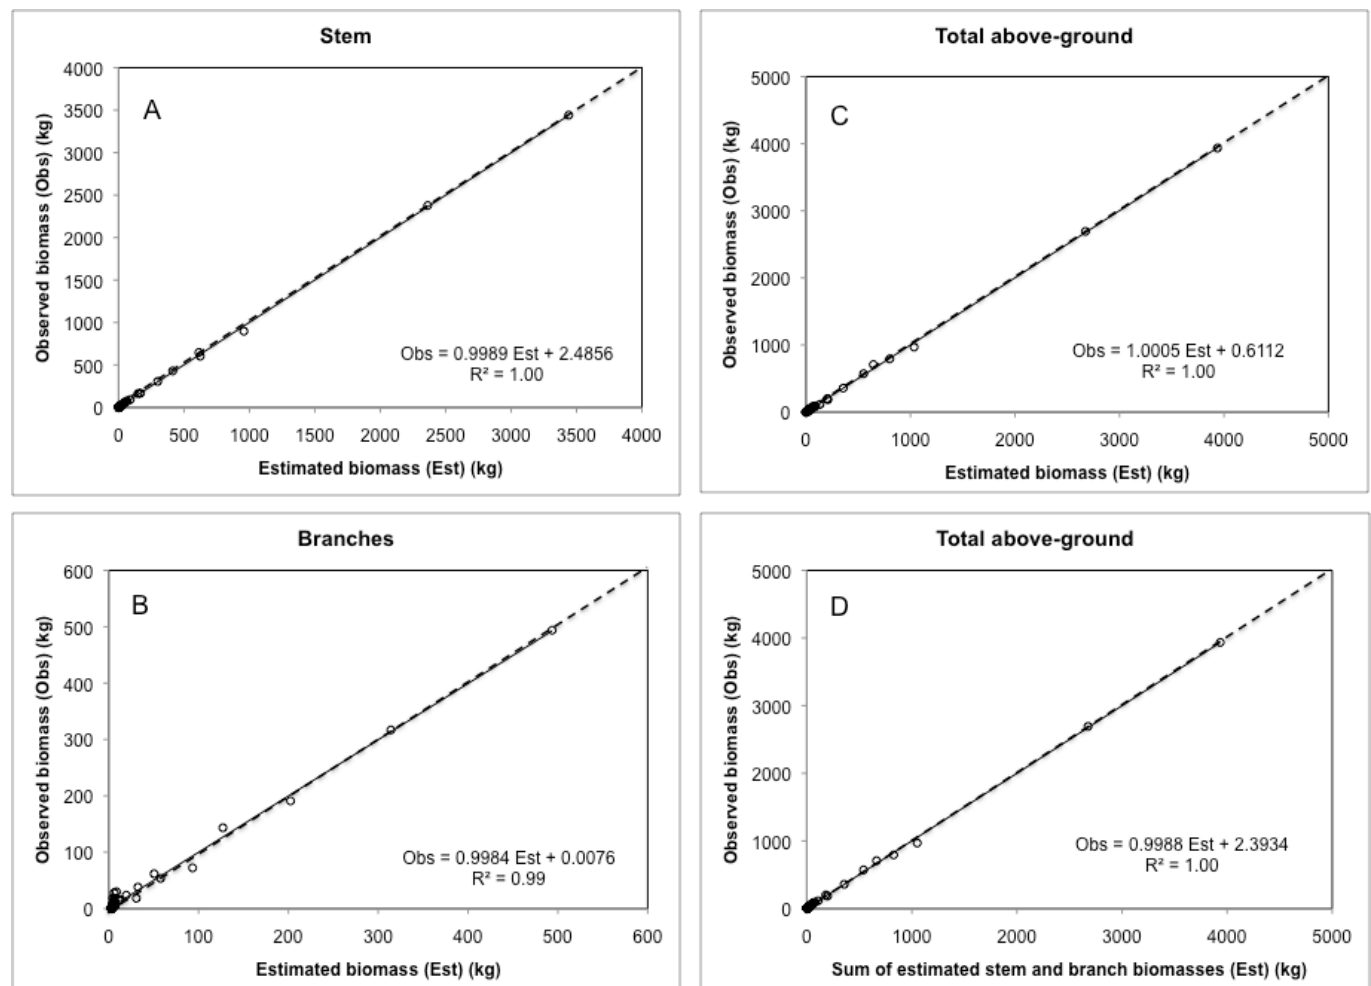 Stem
A
Observed biomass (Obs) (kg)
4000
3500
3000
2500
2000
1500
1000
500
0
Obs = 0.9989 Est + 2.4856
R² = 1.00
0 500 1000 1500 2000 2500 3000 3500 4000
Estimated biomass (Est) (kg)
Total above-ground
C
Observed biomass (Obs) (kg)
5000
4000
3000
2000
1000
0
Obs = 1.0005 Est + 0.6112
R² = 1.00
0 1000 2000 3000 4000 5000
Estimated biomass (Est) (kg)
Branches
B
Observed biomass (Obs) (kg)
600
500
400
300
200
100
0
Obs = 0.9984 Est + 0.0076
R² = 0.99
0 100 200 300 400 500 600
Estimated biomass (Est) (kg)
Total above-ground
D
Observed biomass (Obs) (kg)
5000
4000
3000
2000
1000
0
Obs = 0.9988 Est + 2.3934
R² = 1.00
0 1000 2000 3000 4000 5000
Sum of estimated stem and branch biomasses (Est) (kg)